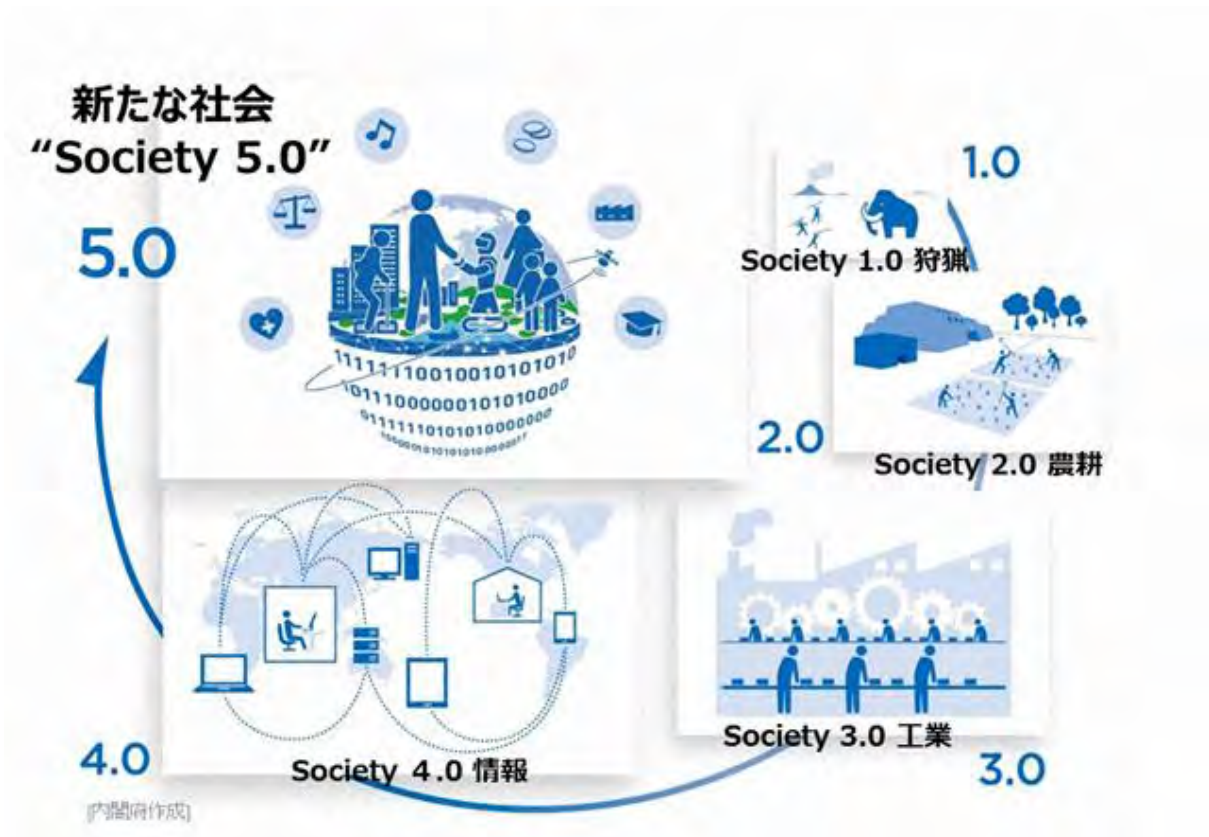 新たな社会
“Society 5.0”
5.0
1.0
Society 1.0 狩猟
2.0
Society 2.0 農耕
3.0
Society 3.0 工業
4.0
Society 4.0 情報
[内閣府作成]
1111111100100101010